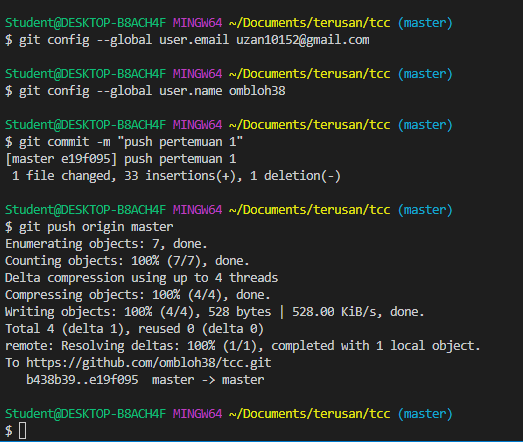 Student@DESKTOP-B8ACH4F MINGW64 ~/Documents/terusan/tcc (master)
$ git config --global user.email uzan10152@gmail.com
Student@DESKTOP-B8ACH4F MINGW64 ~/Documents/terusan/tcc (master)
$ git config --global user.name ombloh38
Student@DESKTOP-B8ACH4F MINGW64 ~/Documents/terusan/tcc (master)
$ git commit -m "push pertemuan 1"
[master e19f095] push pertemuan 1
 1 file changed, 33 insertions(+), 1 deletion(-)
Student@DESKTOP-B8ACH4F MINGW64 ~/Documents/terusan/tcc (master)
$ git push origin master
Enumerating objects: 7, done.
Counting objects: 100% (7/7), done.
Delta compression using up to 4 threads
Compressing objects: 100% (4/4), done.
Writing objects: 100% (4/4), 528 bytes | 528.00 KiB/s, done.
Total 4 (delta 1), reused 0 (delta 0)
remote: Resolving deltas: 100% (1/1), completed with 1 local object.
To https://github.com/ombloh38/tcc.git
   b438b39..e19f095  master -> master
Student@DESKTOP-B8ACH4F MINGW64 ~/Documents/terusan/tcc (master)
$